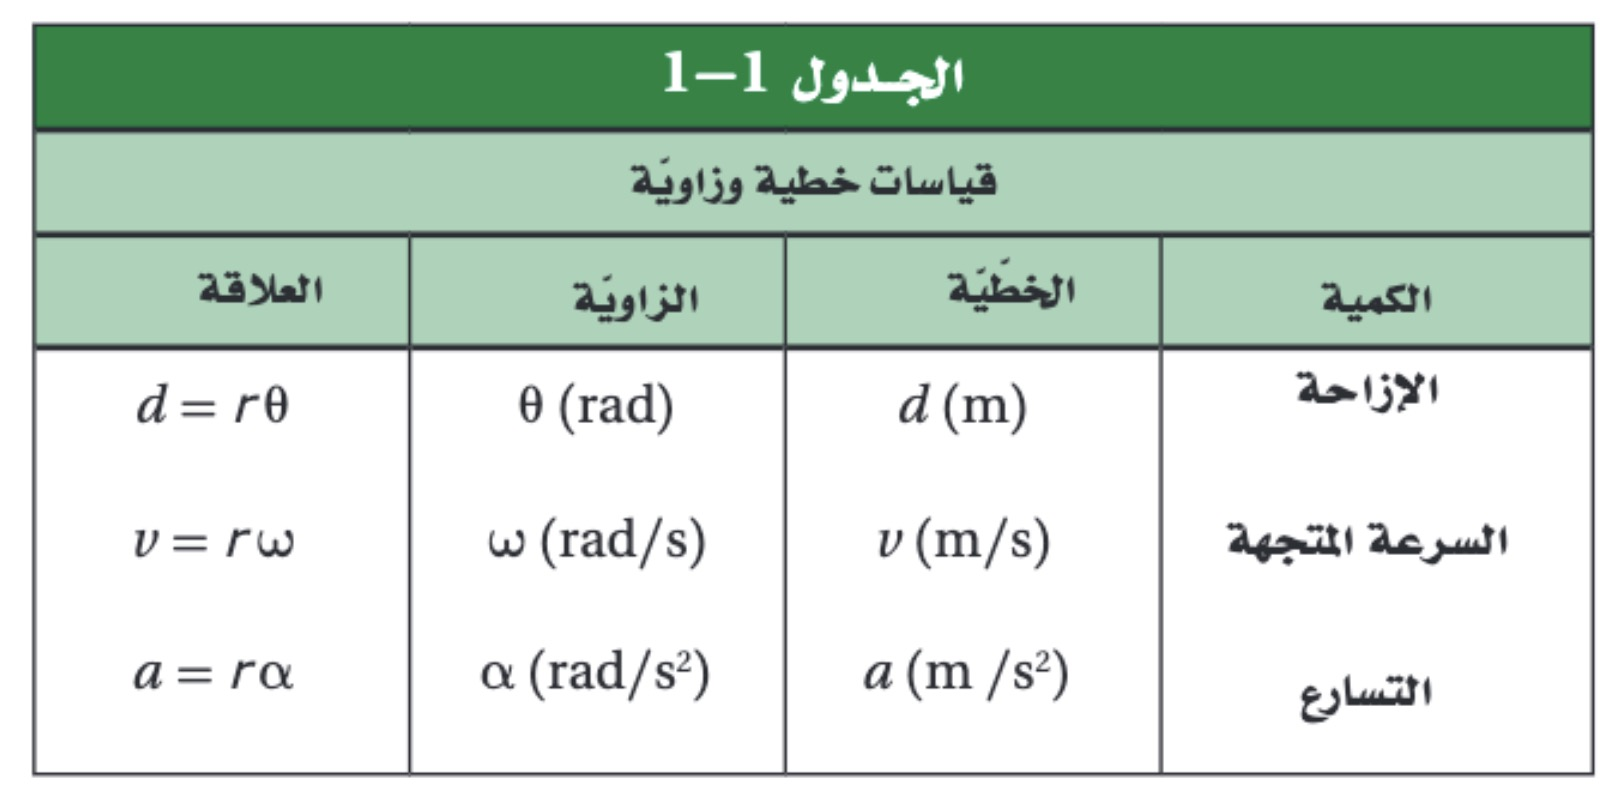 الجدول 1–1
قياسات خطية وزاويّة
الكمية الخطّيّة الزاويّة العلاقة
الإزاحة d (m) θ (rad) d = rθ
السرعة المتجهة v (m/s) ω (rad/s) v = rω
التسارع a (m /s²) α (rad/s²) a = rα